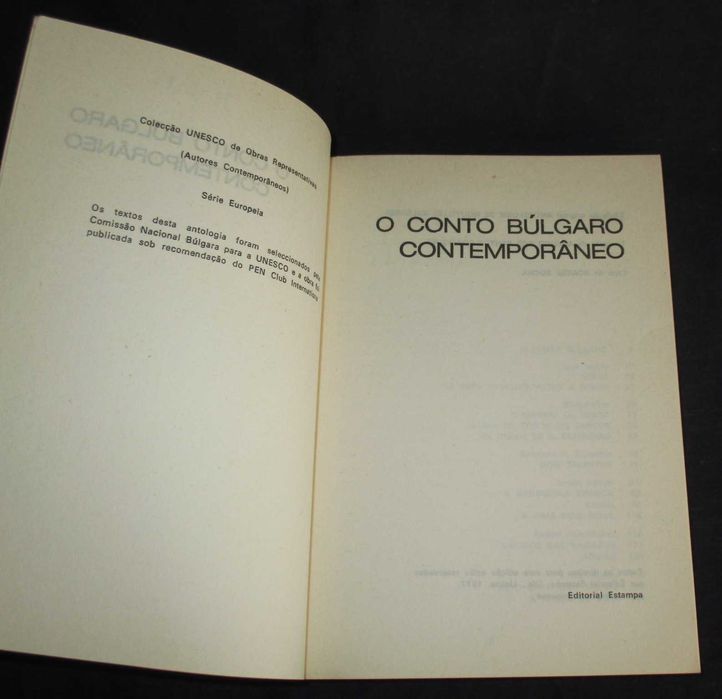 Colecção UNESCO de Obras Representativas
(Autores Contemporâneos)
Série Europeia
Os textos desta antologia foram seleccionados pela
Comissão Nacional Búlgara para a UNESCO e a obra foi
publicada sob recomendação do PEN Club International
O CONTO BÚLGARO
CONTEMPORÂNEO
Editorial Estampa